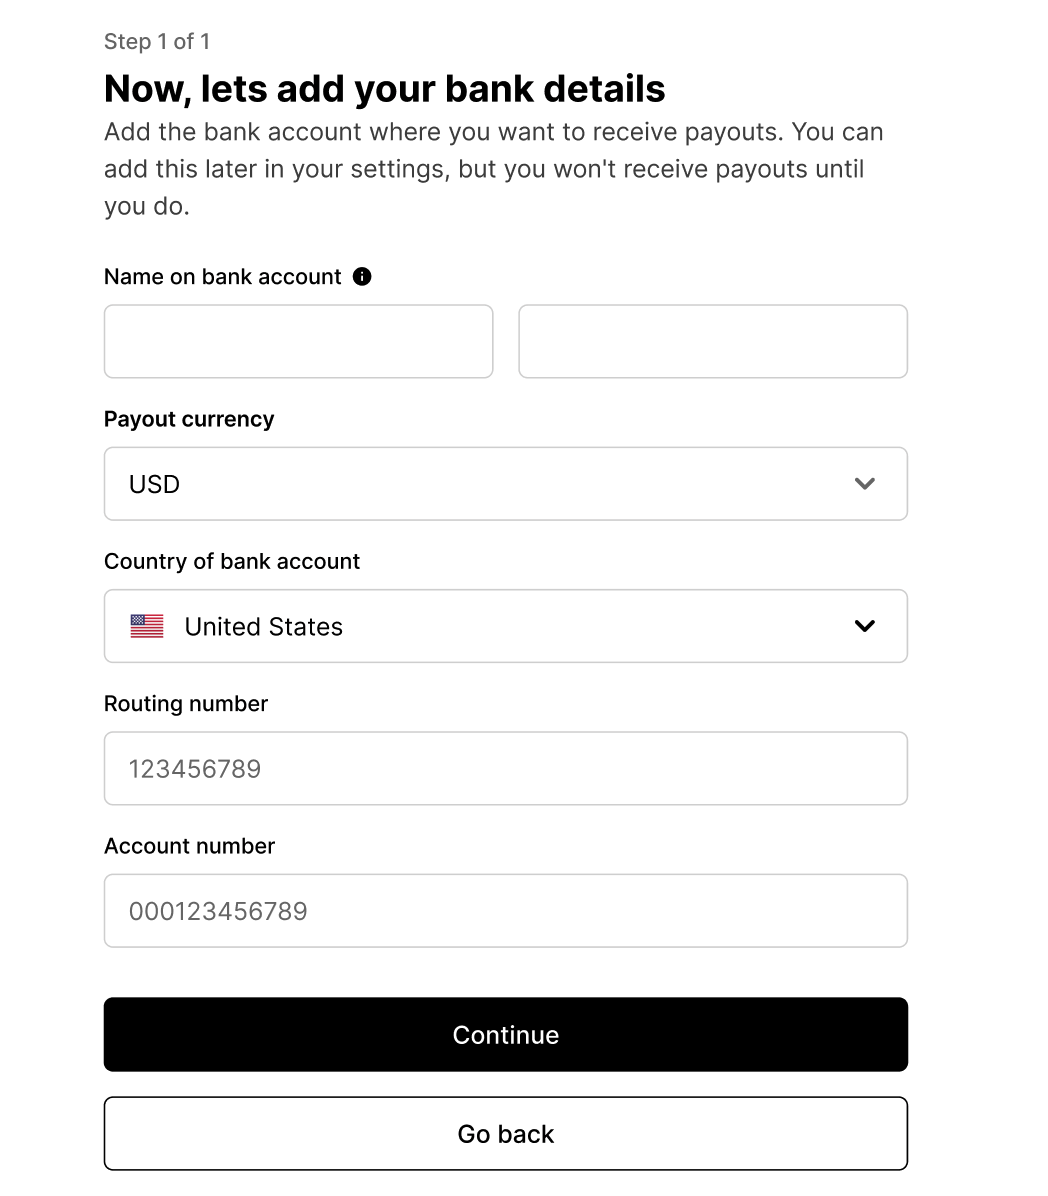 Step 1 of 1
Now, lets add your bank details
Add the bank account where you want to receive payouts. You can
add this later in your settings, but you won't receive payouts until
you do.
Name on bank account
Payout currency
USD
Country of bank account
United States
Routing number
123456789
Account number
000123456789
Continue
Go back